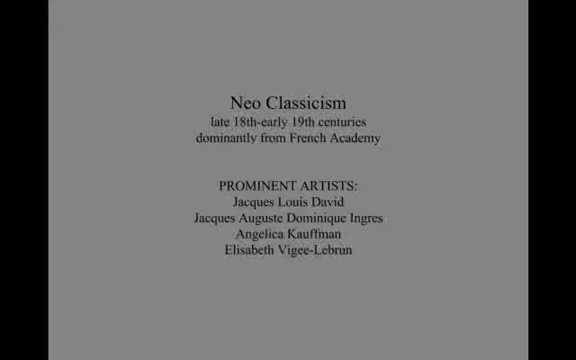 Neo Classicism
late 18th-early 19th centuries
dominantly from French Academy
PROMINENT ARTISTS:
Jacques Louis David
Jacques Auguste Dominique Ingres
Angelica Kauffman
Elisabeth Vigee-Lebrun